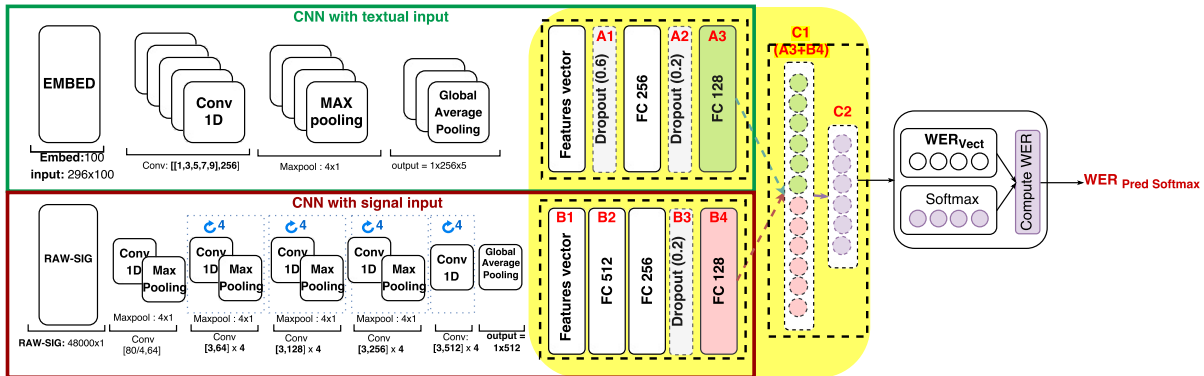 CNN with textual input
EMBED
Embed:100
input: 296x100
Conv
1D
Conv: [[1,3,5,7,9],256]
MAX
pooling
Maxpool : 4x1
Global
Average
Pooling
output = 1x256x5
Features vector
A1
Dropout (0.6)
FC 256
A2
Dropout (0.2)
A3
FC 128
CNN with signal input
RAW-SIG
RAW-SIG: 48000x1
Conv
1D
Max
Pooling
Maxpool : 4x1
Conv
[80/4,64]
4
Conv
1D
Max
Pooling
Maxpool : 4x1
Conv
[3,64] x 4
4
Conv
1D
Max
Pooling
Maxpool : 4x1
Conv
[3,128] x 4
4
Conv
1D
Max
Pooling
Maxpool : 4x1
Conv
[3,256] x 4
4
Conv
1D
Conv:
[3,512] x 4
Global
Average
Pooling
output =
1x512
B1
Features vector
B2
FC 512
FC 256
B3
Dropout (0.2)
B4
FC 128
C1
(A3+B4)
C2
WERVect
Softmax
Compute WER
WER Pred Softmax